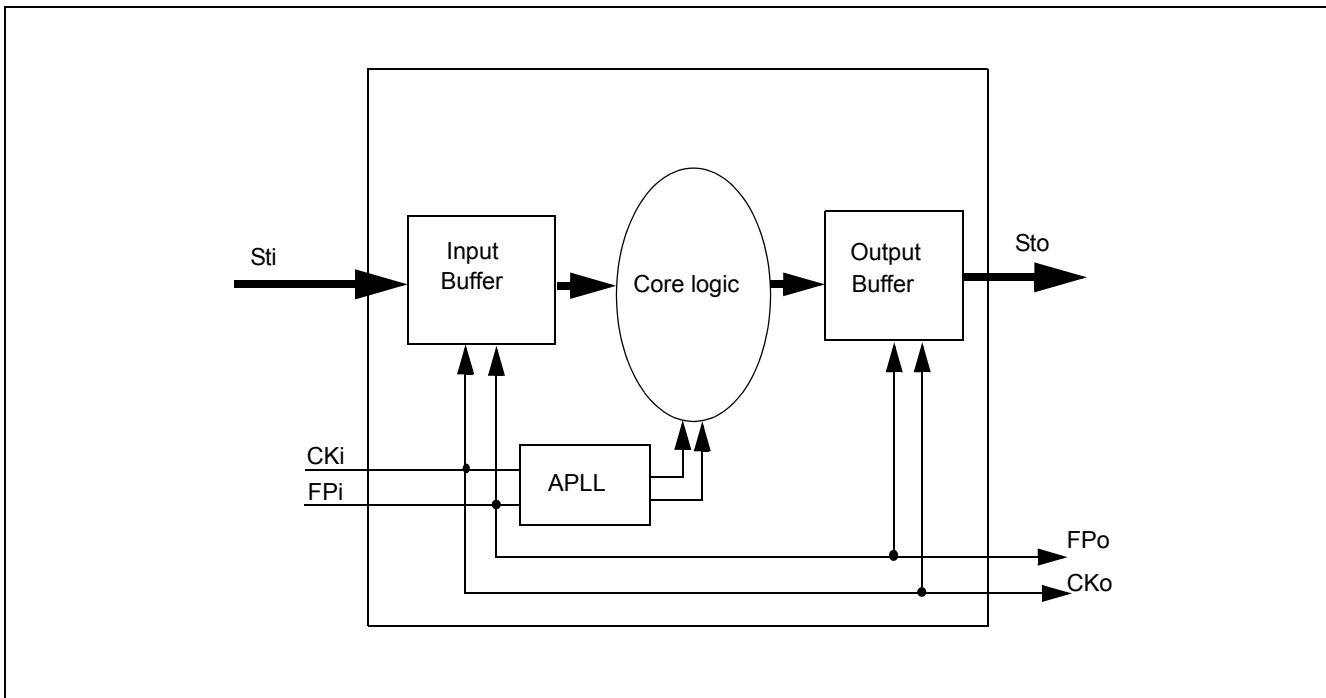 Sti
Input
Buffer
Core logic
Output
Buffer
Sto
CKi
FPi
APLL
FPo
CKo